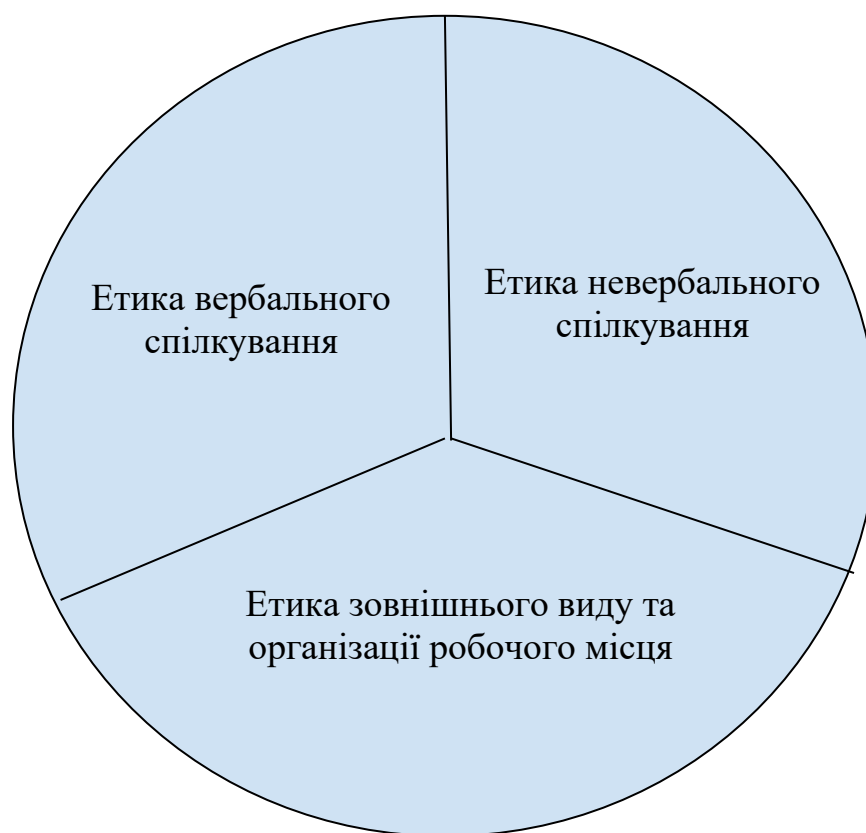 Етика вербального
спілкування
Етика невербального
спілкування
Етика зовнішнього виду та
організації робочого місця